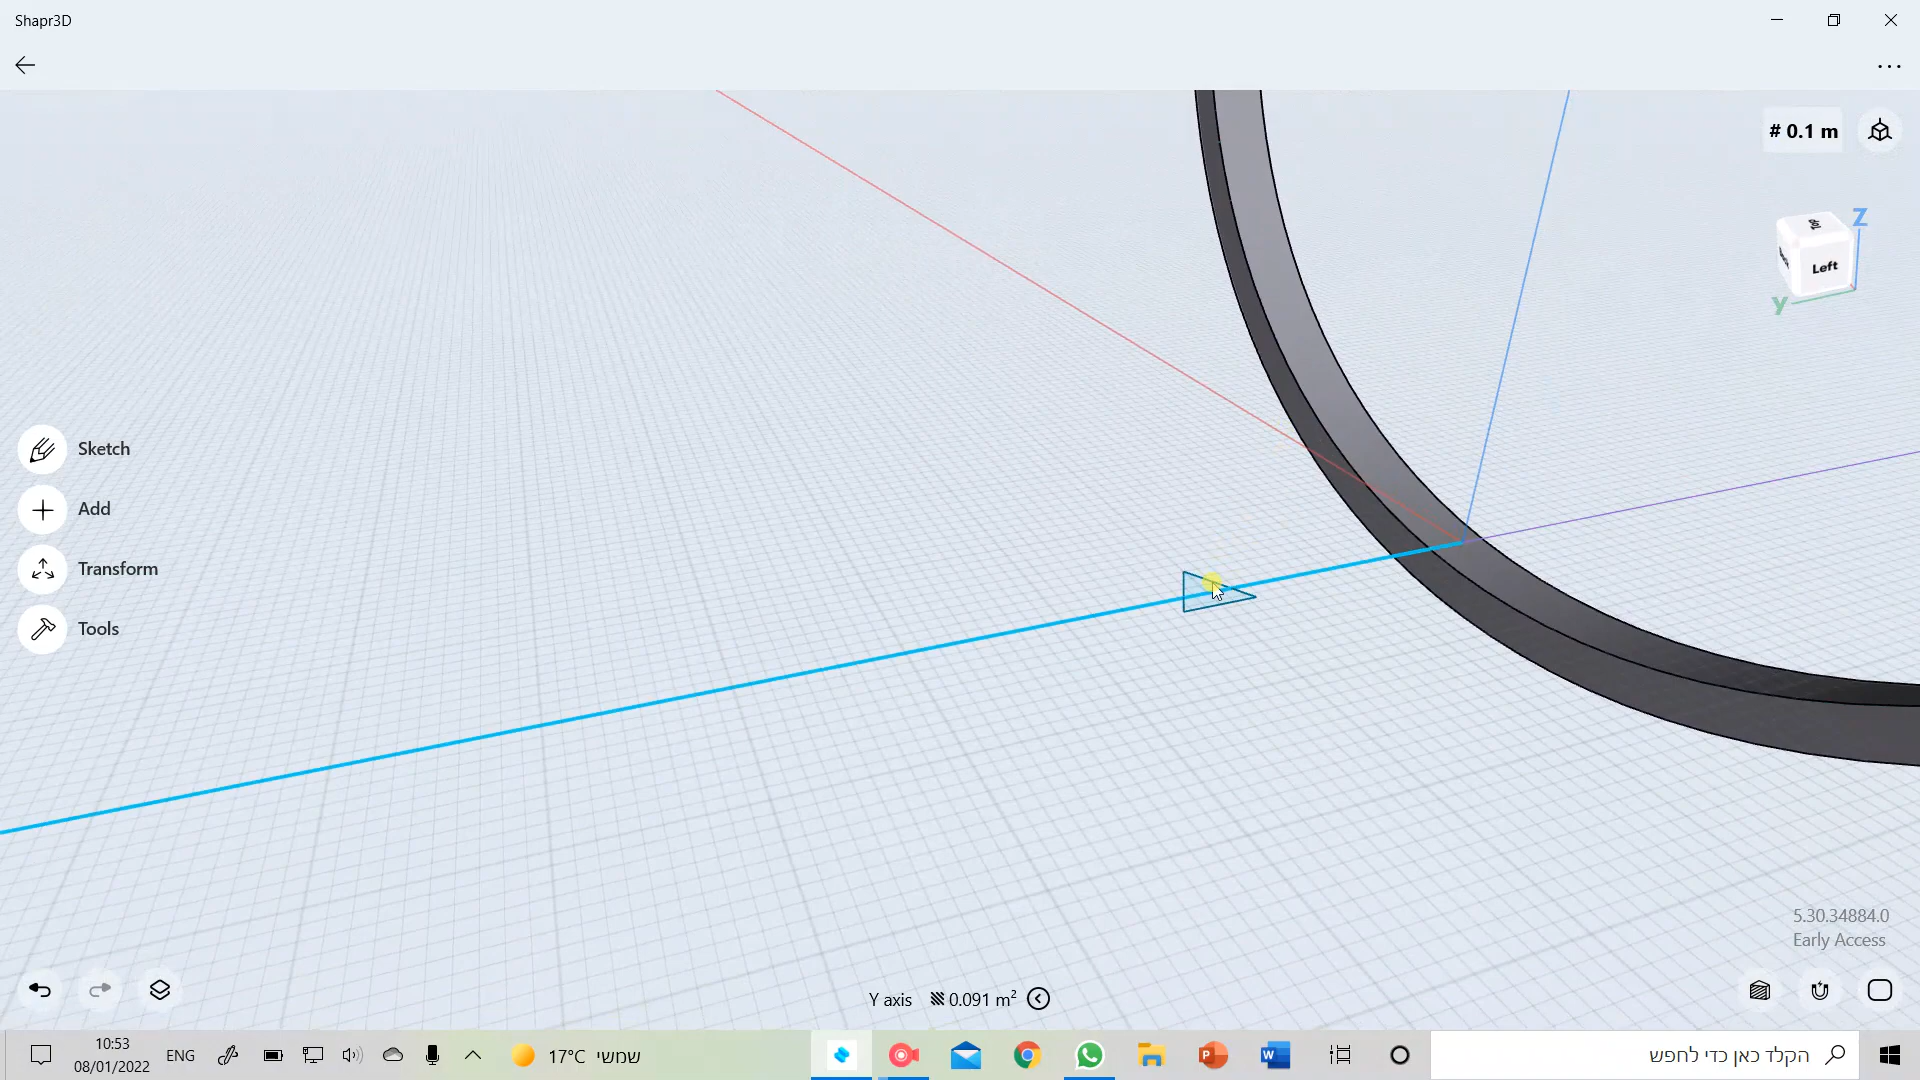 Shapr3D
# 0.1 m
Z
TOP
Left
Y
Sketch
Add
Transform
Tools
5.30.34884.0
Early Access
Y axis 0.091 m²
10:53
08/01/2022
ENG
17°C שמשי
הקלד כאן כדי לחפש